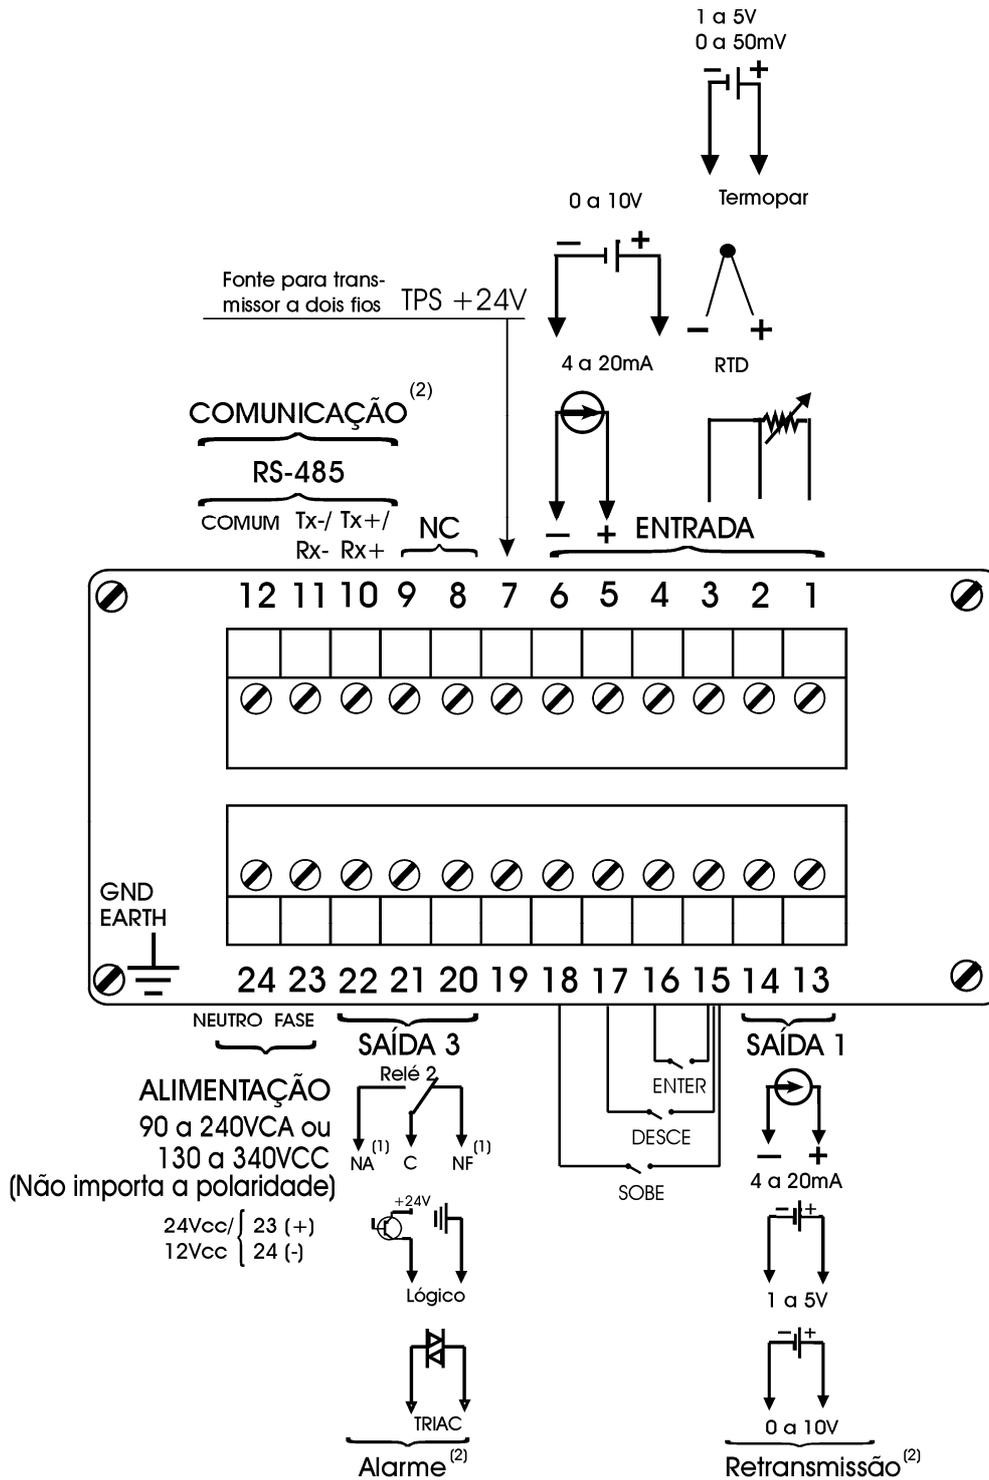 1 a 5V
0 a 50mV
− +
Termopar
0 a 10V
− +
− +
Fonte para trans-
missor a dois fios
TPS +24V
4 a 20mA
RTD
COMUNICAÇÃO (2)
RS-485
COMUM Tx-/ Tx+/
Rx- Rx+
NC
− +
ENTRADA
12 11 10 9 8 7 6 5 4 3 2 1
GND
EARTH
24 23 22 21 20 19 18 17 16 15 14 13
NEUTRO FASE
SAÍDA 3
SAÍDA 1
Relé 2
ENTER
ALIMENTAÇÃO
90 a 240VCA ou
130 a 340VCC
(Não importa a polaridade)
NA (1) C NF (1)
DESCE
SOBE
− +
4 a 20mA
24Vcc/ 23 (+)
12Vcc 24 (-)
+24V
− +
Lógico
1 a 5V
− +
TRIAC
0 a 10V
Alarme (2)
Retransmissão (2)